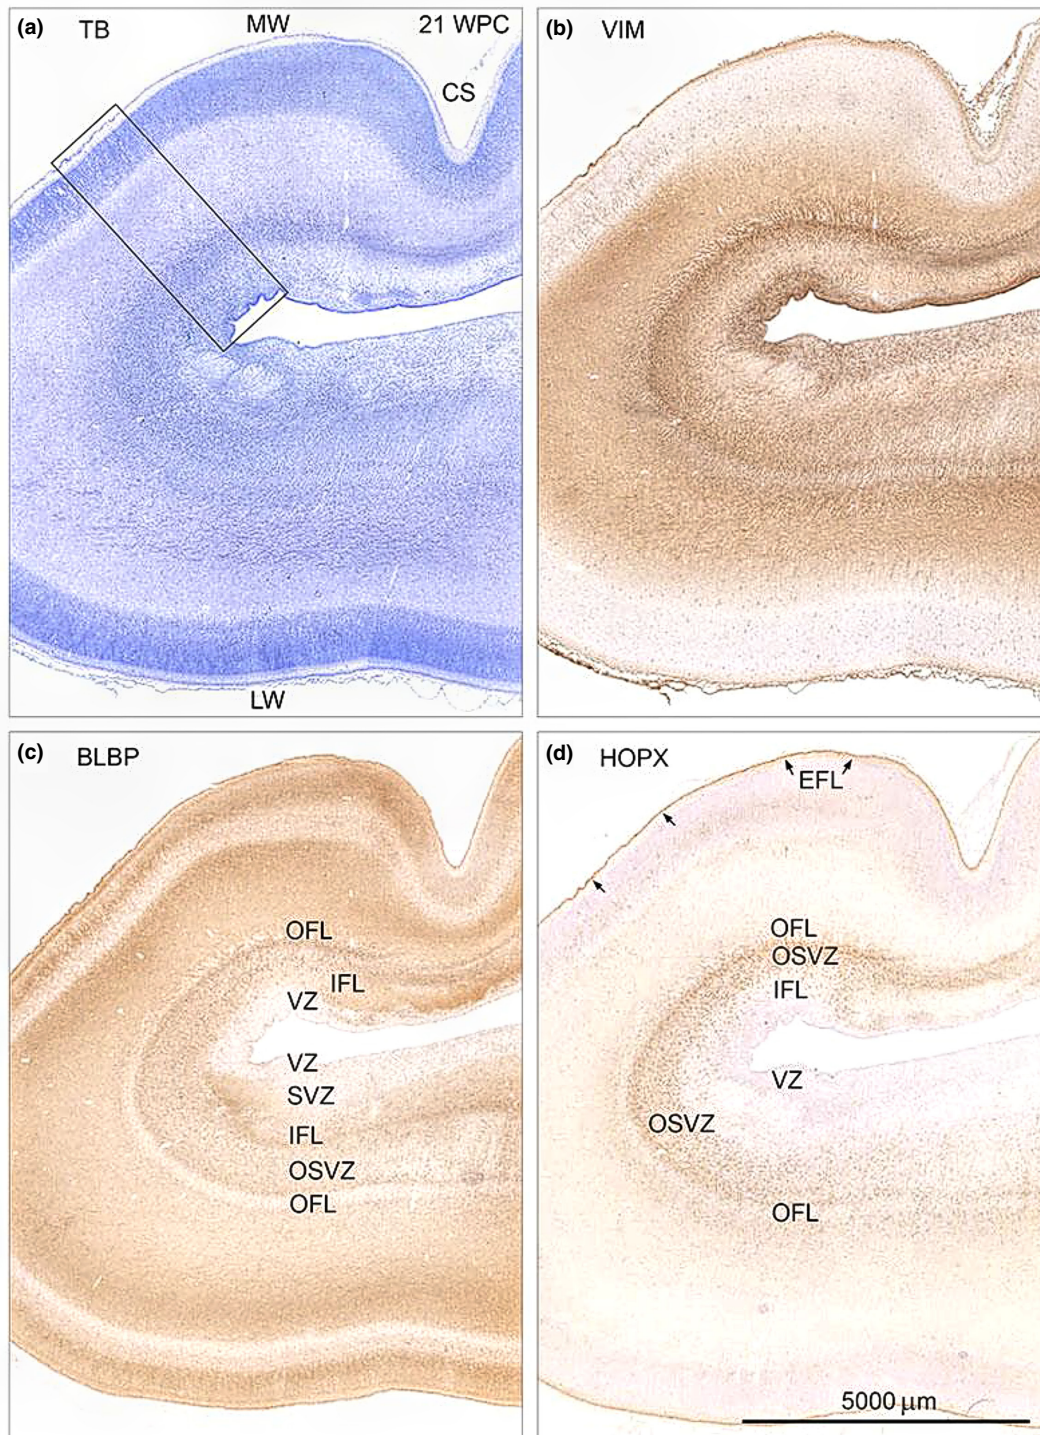 (a) TB MW 21 WPC
CS
LW
(b) VIM
(c) BLBP
OFL
IFL
VZ
VZ
SVZ
IFL
OSVZ
OFL
(d) HOPX
EFL
OFL
OSVZ
IFL
VZ
OSVZ
OFL
5000 μm